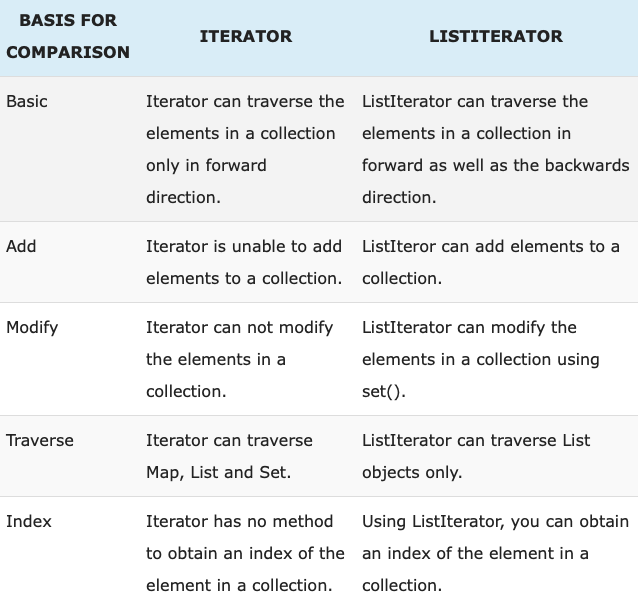 BASIS FOR
COMPARISON
ITERATOR
LISTITERATOR
Basic
Iterator can traverse the
elements in a collection
only in forward
direction.
ListIterator can traverse the
elements in a collection in
forward as well as the backwards
direction.
Add
Iterator is unable to add
elements to a collection.
ListIteror can add elements to a
collection.
Modify
Iterator can not modify
the elements in a
collection.
ListIterator can modify the
elements in a collection using
set().
Traverse
Iterator can traverse
Map, List and Set.
ListIterator can traverse List
objects only.
Index
Iterator has no method
to obtain an index of the
element in a collection.
Using ListIterator, you can obtain
an index of the element in a
collection.